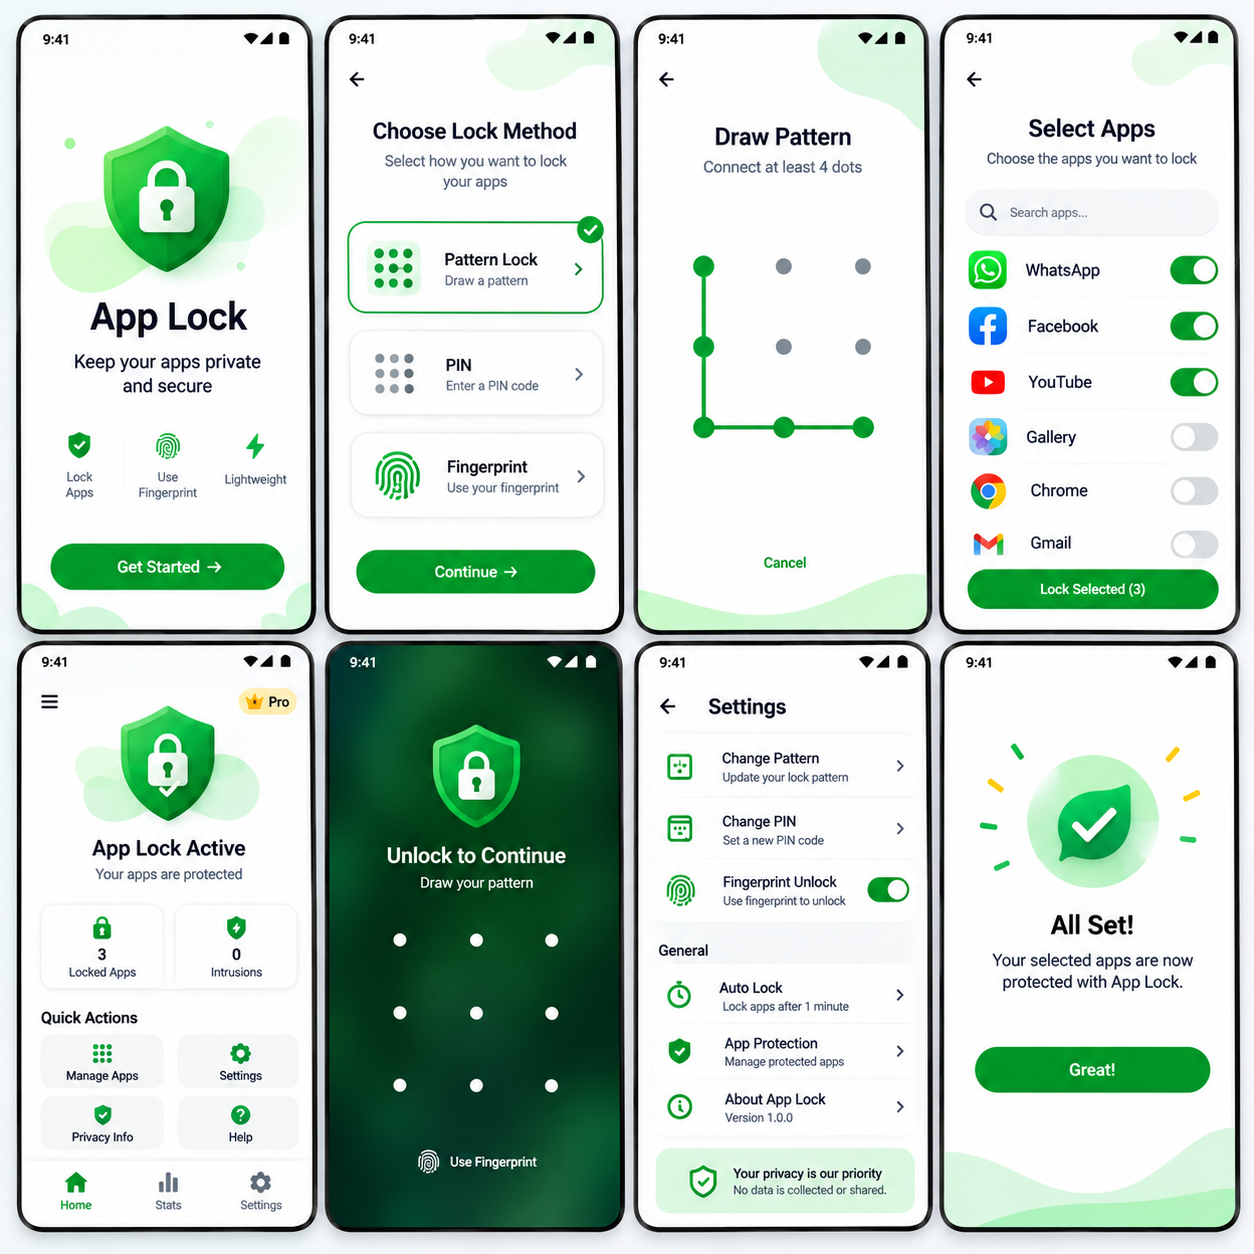 9:41
App Lock
Keep your apps private
and secure
Lock
Apps
Use
Fingerprint
Lightweight
Get Started →
9:41
Choose Lock Method
Select how you want to lock
your apps
Pattern Lock
Draw a pattern
PIN
Enter a PIN code
Fingerprint
Use your fingerprint
Continue →
9:41
Draw Pattern
Connect at least 4 dots
Cancel
9:41
Select Apps
Choose the apps you want to lock
Search apps...
WhatsApp
Facebook
YouTube
Gallery
Chrome
Gmail
Lock Selected (3)
9:41
Pro
App Lock Active
Your apps are protected
3
Locked Apps
0
Intrusions
Quick Actions
Manage Apps
Settings
Privacy Info
Help
Home
Stats
Settings
9:41
Unlock to Continue
Draw your pattern
Use Fingerprint
9:41
Settings
Change Pattern
Update your lock pattern
Change PIN
Set a new PIN code
Fingerprint Unlock
Use fingerprint to unlock
General
Auto Lock
Lock apps after 1 minute
App Protection
Manage protected apps
About App Lock
Version 1.0.0
Your privacy is our priority
No data is collected or shared.
9:41
All Set!
Your selected apps are now
protected with App Lock.
Great!